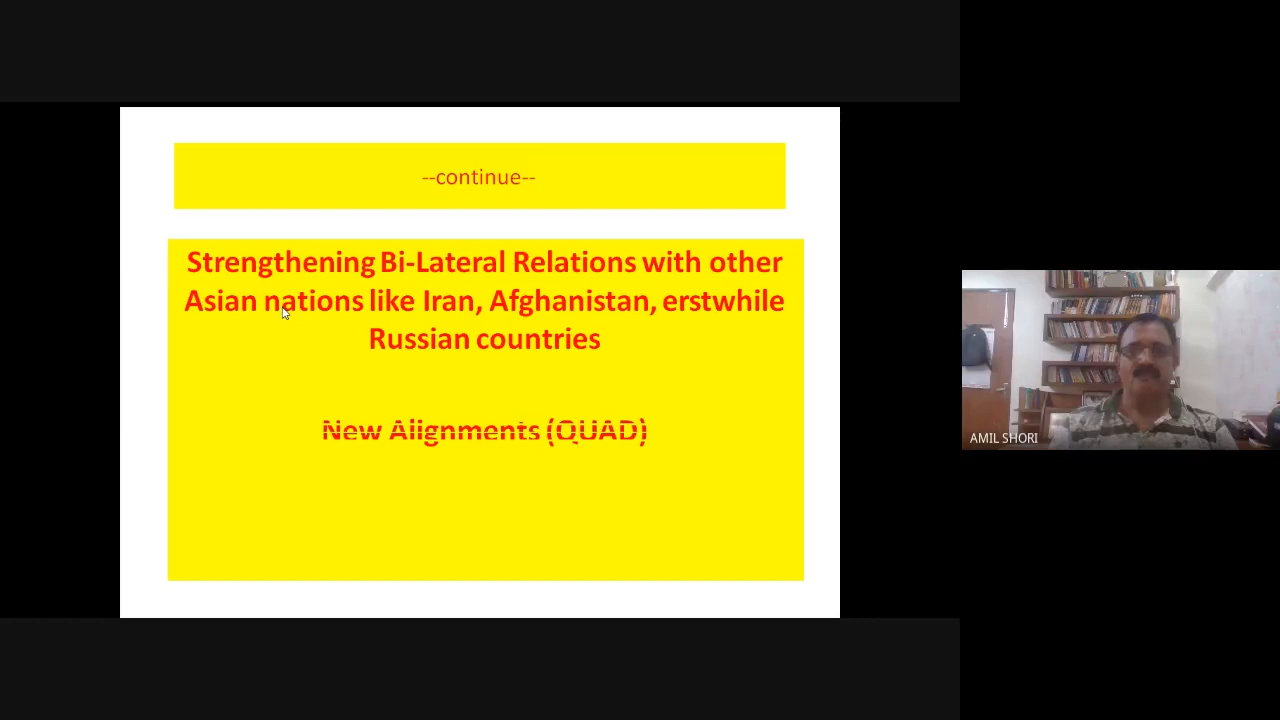 --continue--
Strengthening Bi-Lateral Relations with other
Asian nations like Iran, Afghanistan, erstwhile
Russian countries
New Alignments (QUAD)
AMIL SHORI